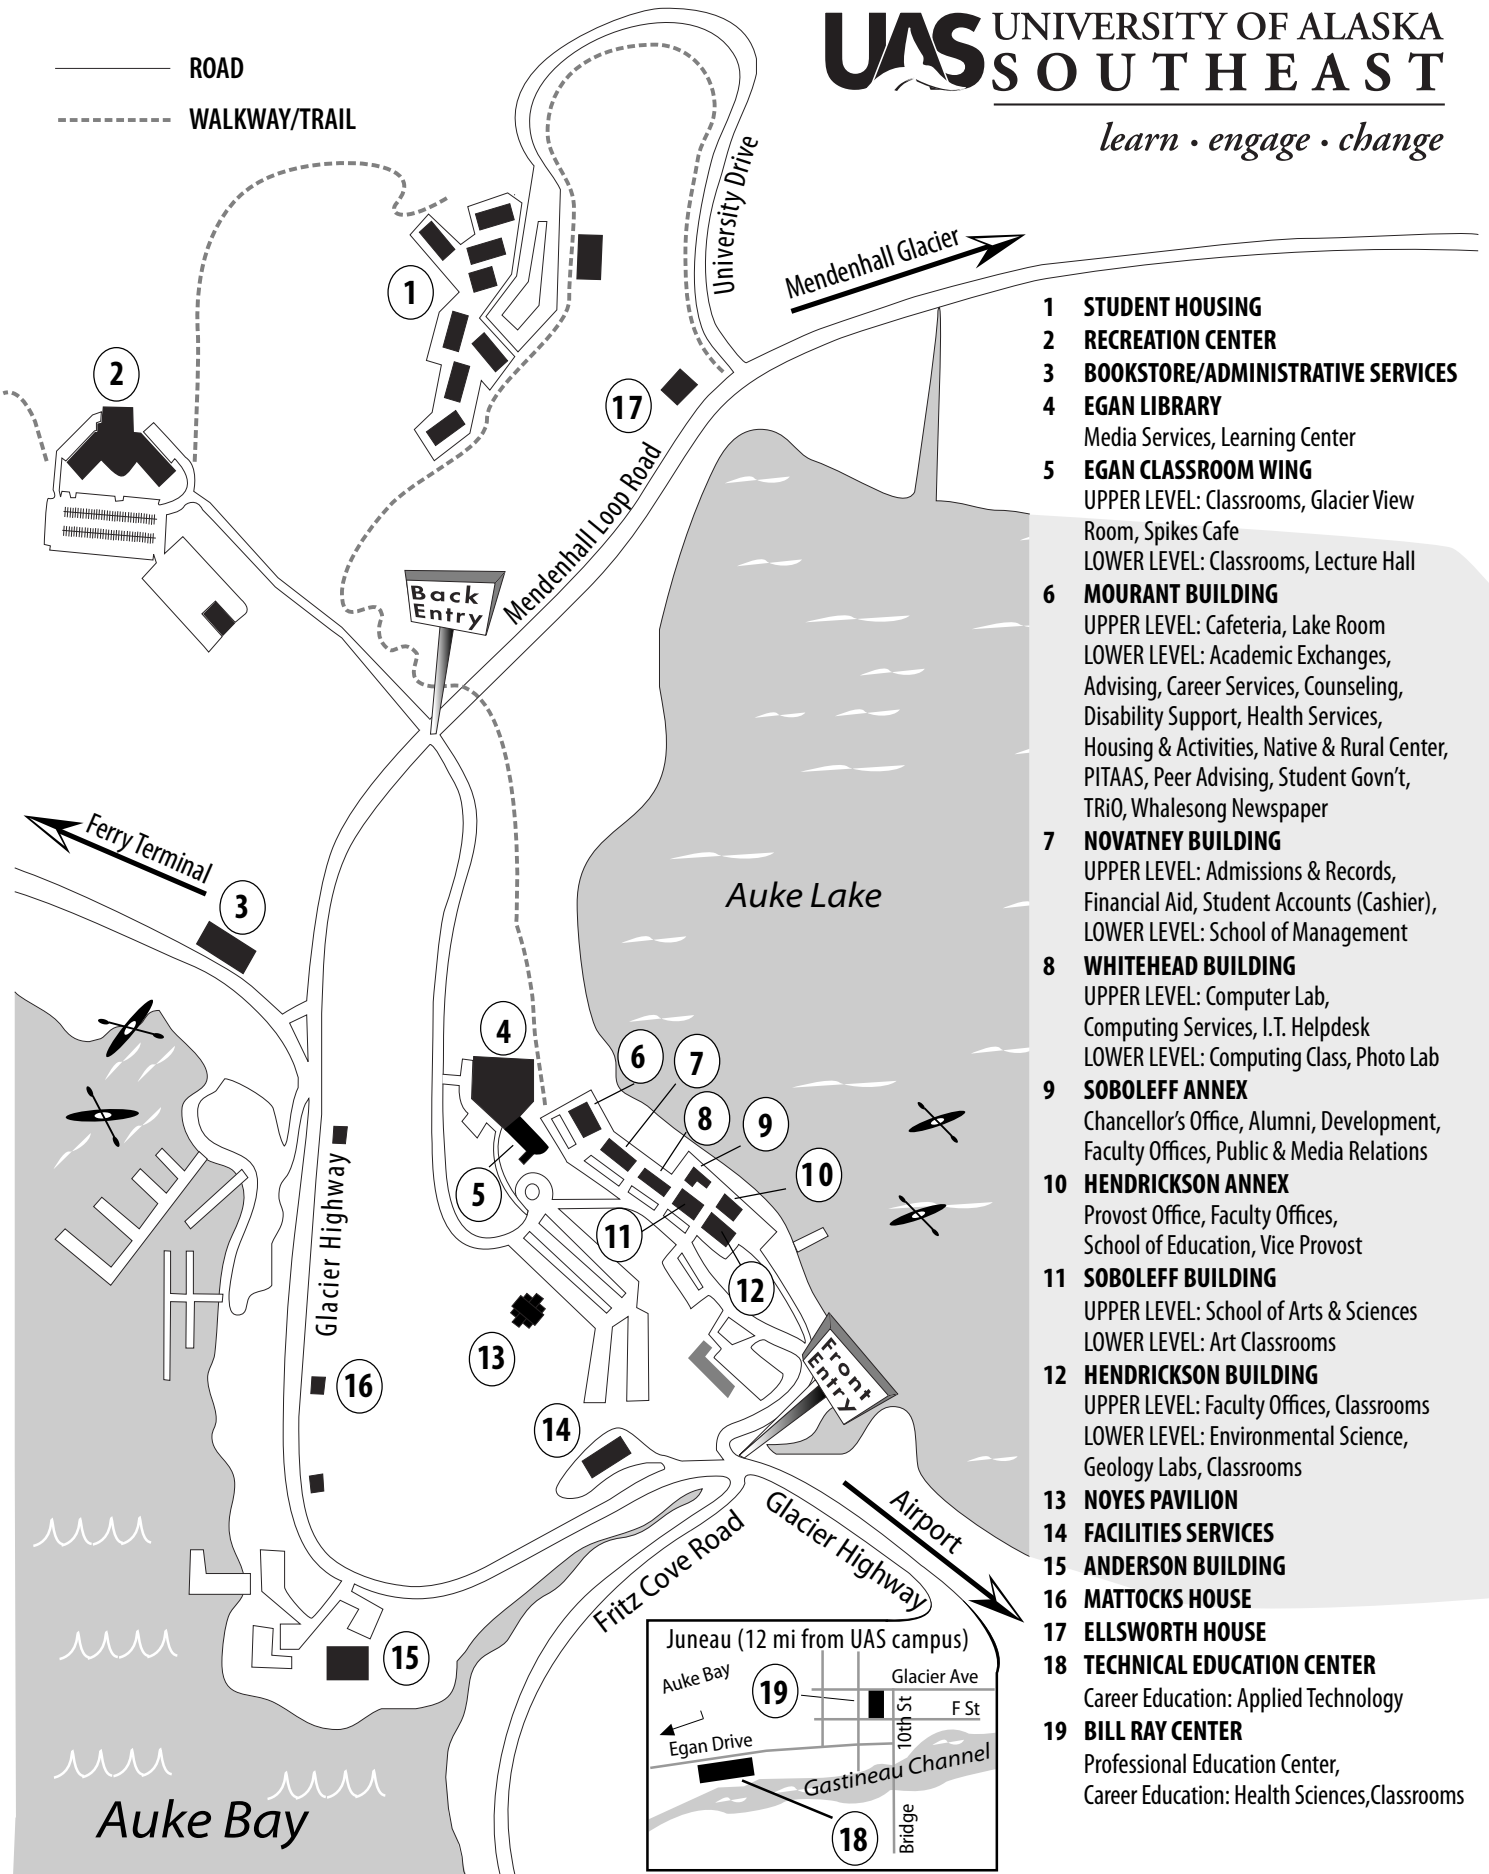 ROAD
WALKWAY/TRAIL
UAS UNIVERSITY OF ALASKA
SOUTHEAST
learn · engage · change
University Drive
Mendenhall Glacier
1
2
17
Mendenhall Loop Road
Back
Entry
Ferry Terminal
3
Auke Lake
4
5
6
7
8
9
10
11
12
Glacier Highway
13
16
14
Front
Entry
Airport
Glacier Highway
Fritz Cove Road
15
Auke Bay
Juneau (12 mi from UAS campus)
Auke Bay
19
Glacier Ave
F St
10th St
Egan Drive
Gastineau Channel
18
Bridge
1 STUDENT HOUSING
2 RECREATION CENTER
3 BOOKSTORE/ADMINISTRATIVE SERVICES
4 EGAN LIBRARY
Media Services, Learning Center
5 EGAN CLASSROOM WING
UPPER LEVEL: Classrooms, Glacier View
Room, Spikes Cafe
LOWER LEVEL: Classrooms, Lecture Hall
6 MOURANT BUILDING
UPPER LEVEL: Cafeteria, Lake Room
LOWER LEVEL: Academic Exchanges,
Advising, Career Services, Counseling,
Disability Support, Health Services,
Housing & Activities, Native & Rural Center,
PITAAS, Peer Advising, Student Govn't,
TRiO, Whalesong Newspaper
7 NOVATNEY BUILDING
UPPER LEVEL: Admissions & Records,
Financial Aid, Student Accounts (Cashier),
LOWER LEVEL: School of Management
8 WHITEHEAD BUILDING
UPPER LEVEL: Computer Lab,
Computing Services, I.T. Helpdesk
LOWER LEVEL: Computing Class, Photo Lab
9 SOBOLEFF ANNEX
Chancellor's Office, Alumni, Development,
Faculty Offices, Public & Media Relations
10 HENDRICKSON ANNEX
Provost Office, Faculty Offices,
School of Education, Vice Provost
11 SOBOLEFF BUILDING
UPPER LEVEL: School of Arts & Sciences
LOWER LEVEL: Art Classrooms
12 HENDRICKSON BUILDING
UPPER LEVEL: Faculty Offices, Classrooms
LOWER LEVEL: Environmental Science,
Geology Labs, Classrooms
13 NOYES PAVILION
14 FACILITIES SERVICES
15 ANDERSON BUILDING
16 MATTOCKS HOUSE
17 ELLSWORTH HOUSE
18 TECHNICAL EDUCATION CENTER
Career Education: Applied Technology
19 BILL RAY CENTER
Professional Education Center,
Career Education: Health Sciences,Classrooms